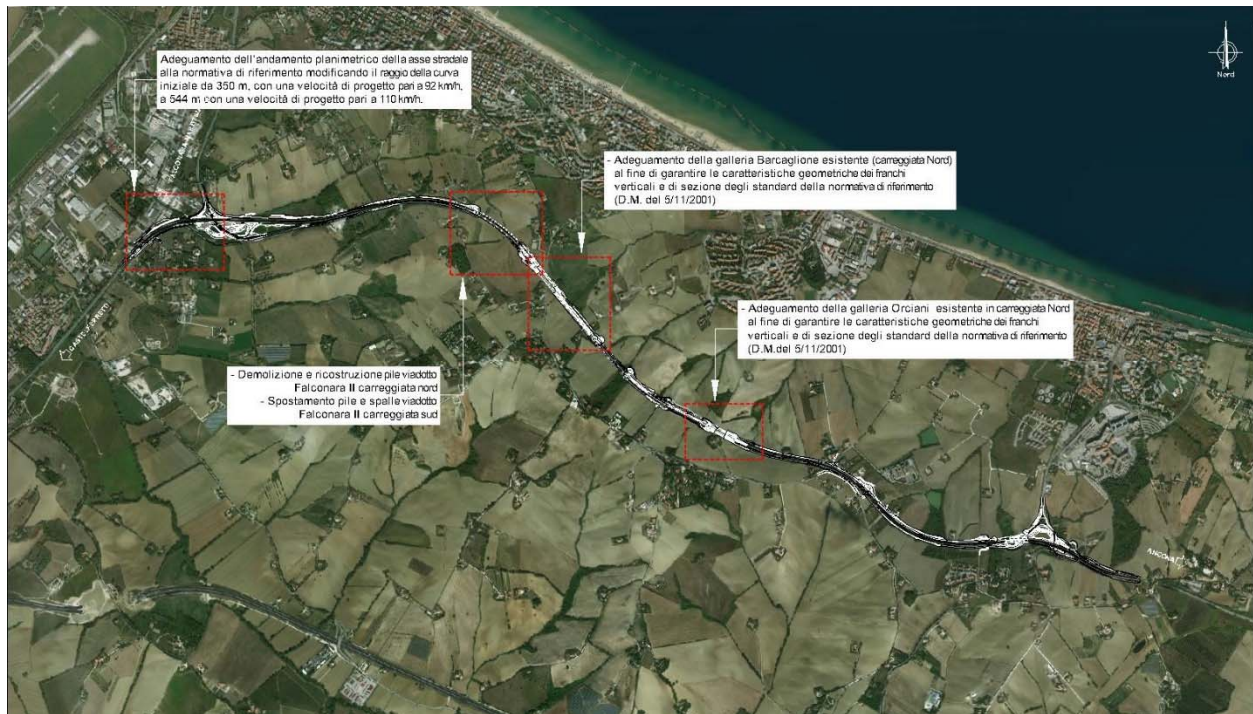 Nord
Adeguamento dell'andamento planimetrico della asse stradale
alla normativa di riferimento modificando il raggio della curva
iniziale da 350 m, con una velocità di progetto pari a 92 km/h,
a 544 m con una velocità di progetto pari a 110 km/h.
- Adeguamento della galleria Barcaglione esistente (carreggiata Nord)
al fine di garantire le caratteristiche geometriche dei franchi
verticali e di sezione degli standard della normativa di riferimento
(D.M. del 5/11/2001)
- Adeguamento della galleria Orciani esistente in carreggiata Nord
al fine di garantire le caratteristiche geometriche dei franchi
verticali e di sezione degli standard della normativa di riferimento
(D.M.del 5/11/2001)
- Demolizione e ricostruzione pile viadotto
Falconara II carreggiata nord
- Spostamento pile e spalle viadotto
Falconara II carreggiata sud
ANCONA